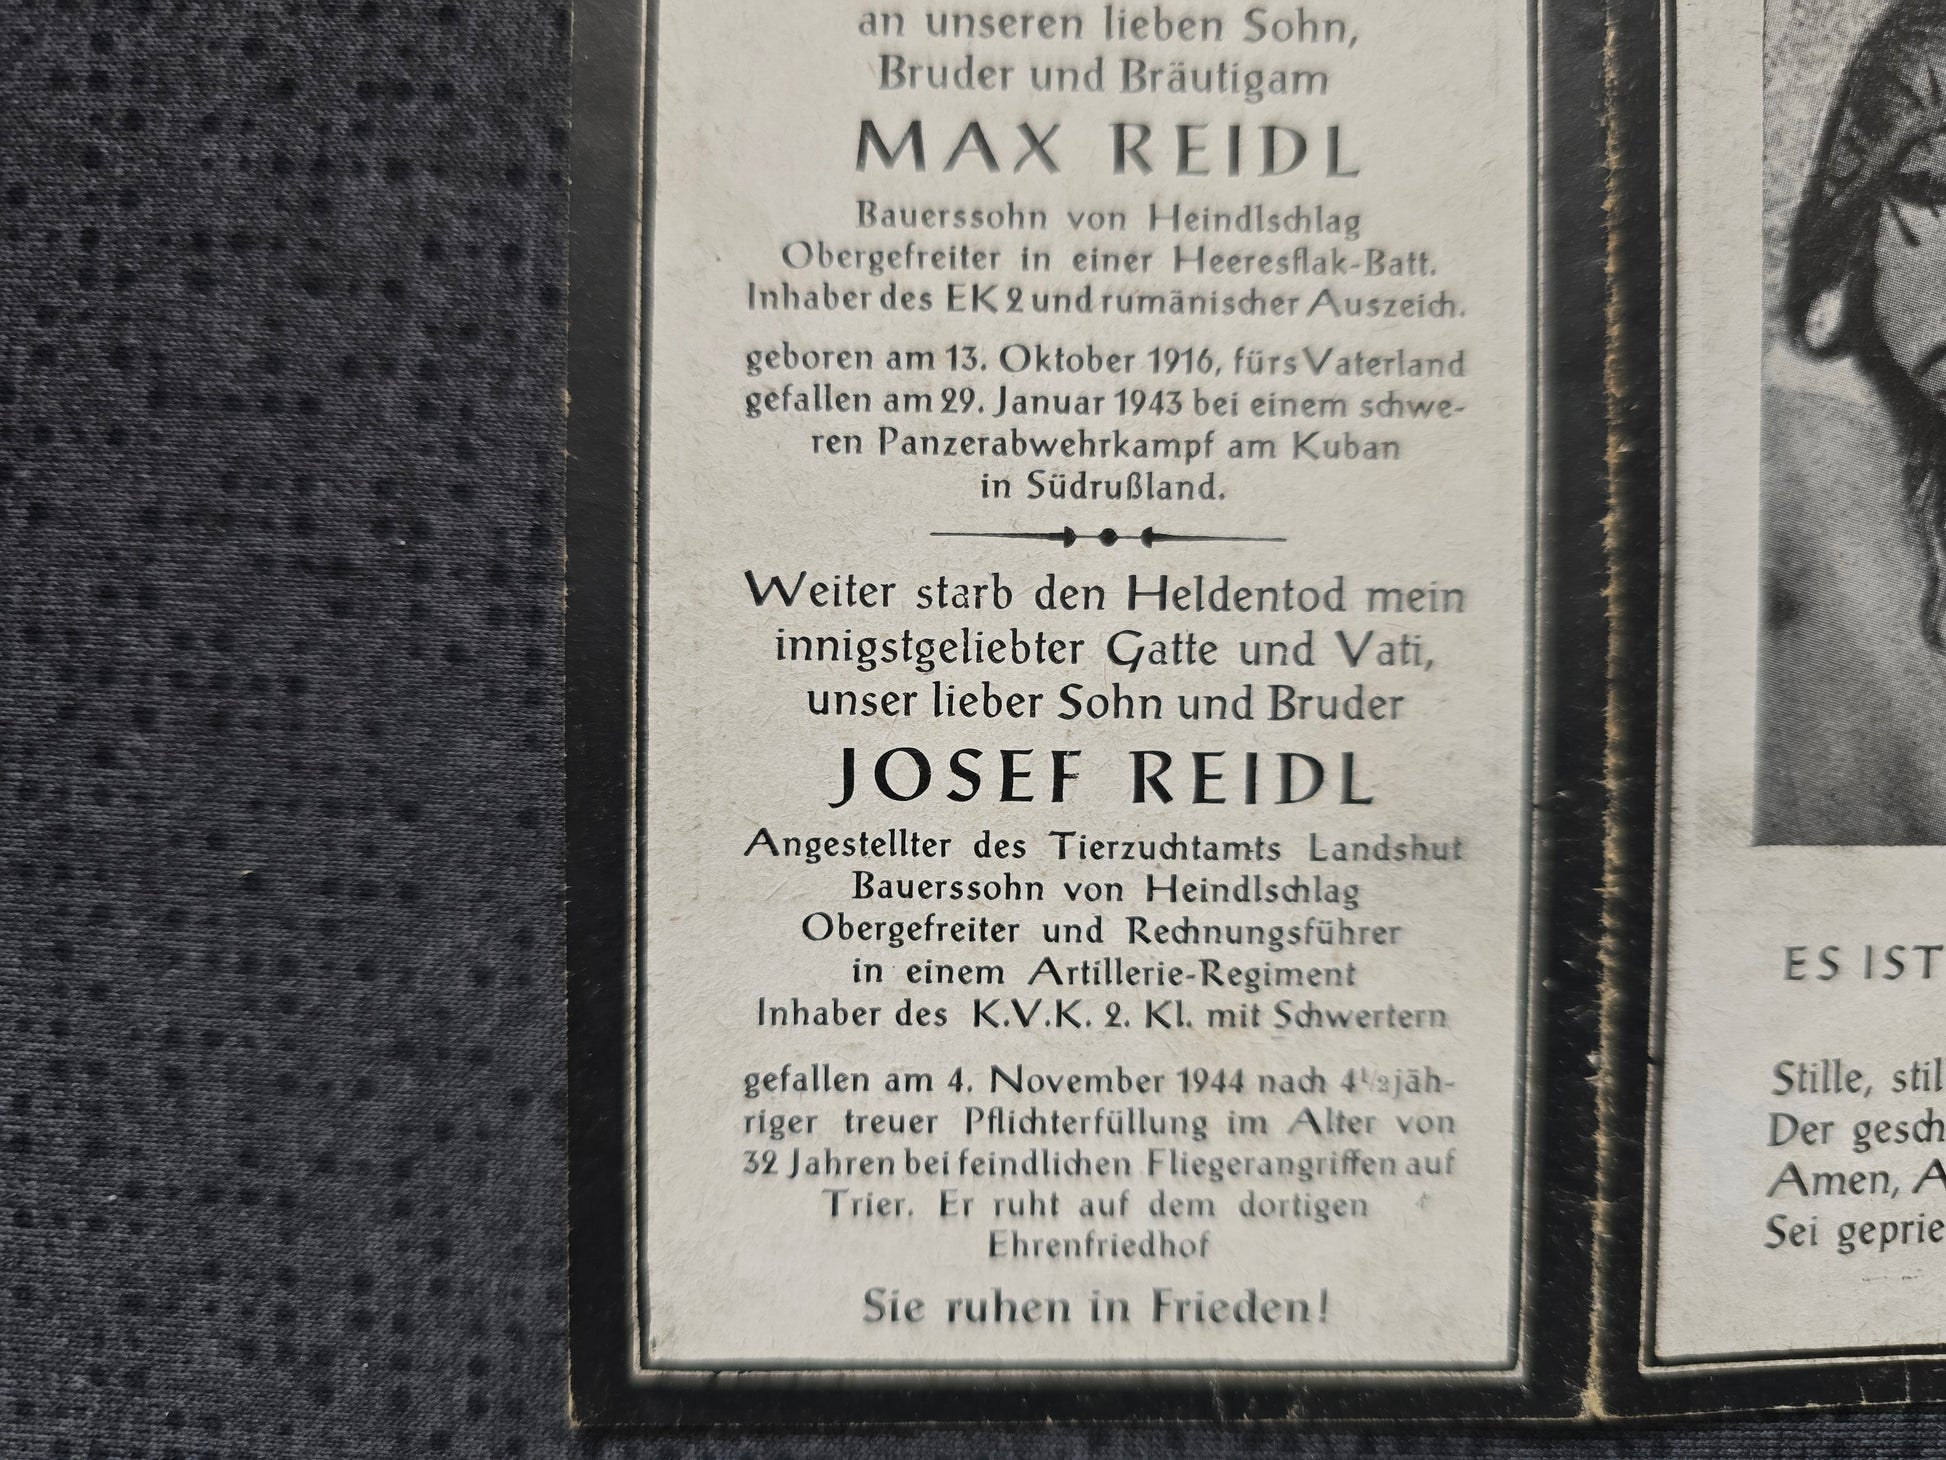 an unseren lieben Sohn,
Bruder und Bräutigam
MAX REIDL
Bauerssohn von Heindlschlag
Obergefreiter in einer Heeresflak-Batt.
Inhaber des EK 2 und rumänischer Auszeich.
geboren am 13. Oktober 1916, fürs Vaterland
gefallen am 29. Januar 1943 bei einem schwe-
ren Panzerabwehrkampf am Kuban
in Südrußland.
Weiter starb den Heldentod mein
innigstgeliebter Gatte und Vati,
unser lieber Sohn und Bruder
JOSEF REIDL
Angestellter des Tierzuchtamts Landshut
Bauerssohn von Heindlschlag
Obergefreiter und Rechnungsführer
in einem Artillerie-Regiment
Inhaber des K.V.K. 2. Kl. mit Schwertern
gefallen am 4. November 1944 nach 4½jäh-
riger treuer Pflichterfüllung im Alter von
32 Jahren bei feindlichen Fliegerangriffen auf
Trier. Er ruht auf dem dortigen
Ehrenfriedhof
Sie ruhen in Frieden!
ES IST
Stille, stil
Der gesch
Amen, A
Sei geprie